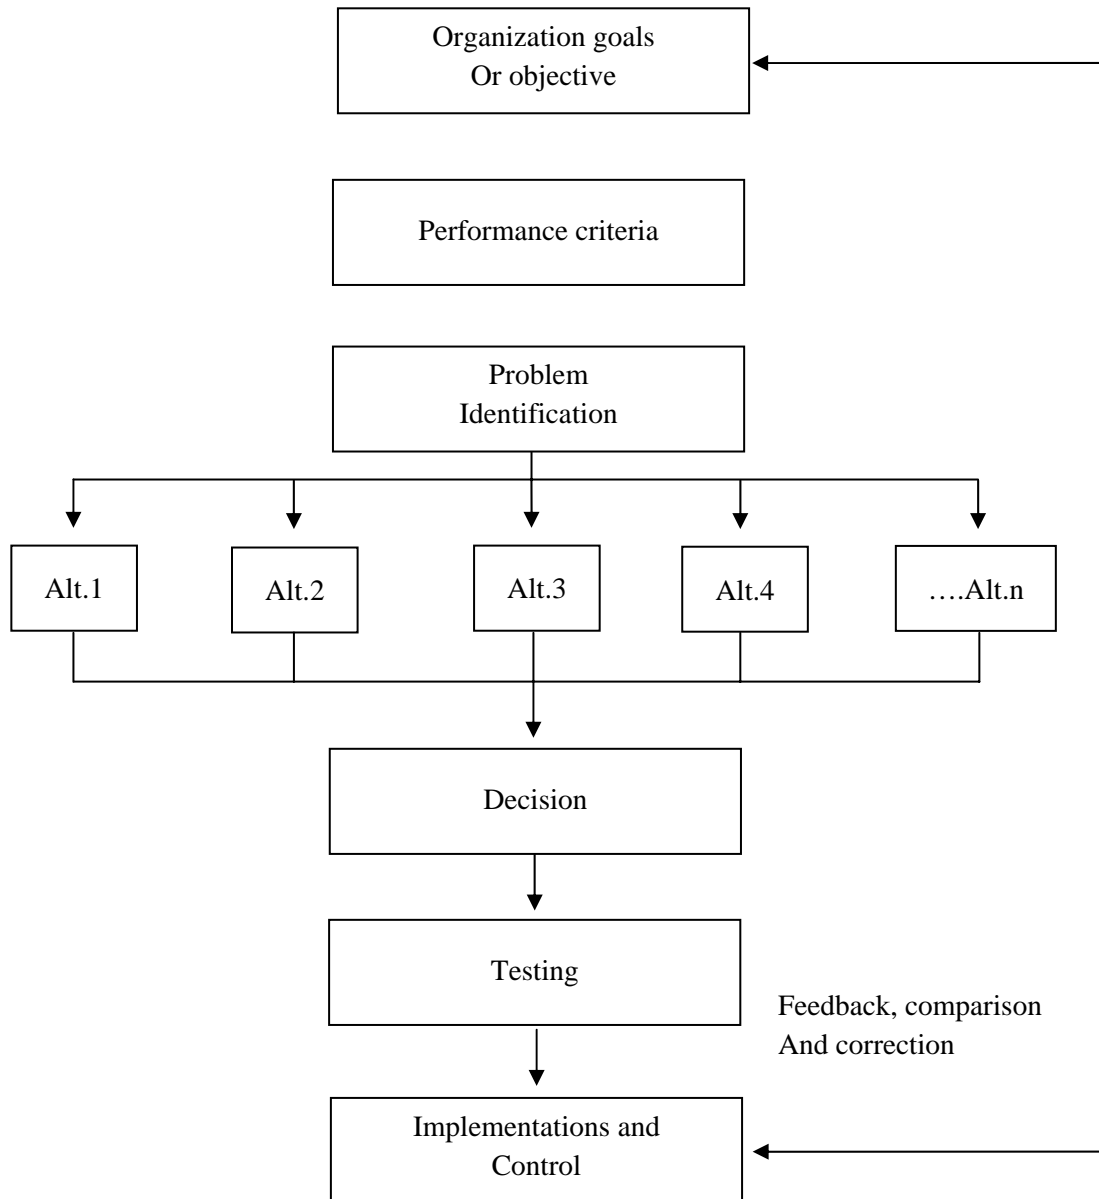 Organization goals
Or objective
Performance criteria
Problem
Identification
Alt.1
Alt.2
Alt.3
Alt.4
….Alt.n
Decision
Testing
Feedback, comparison
And correction
Implementations and
Control